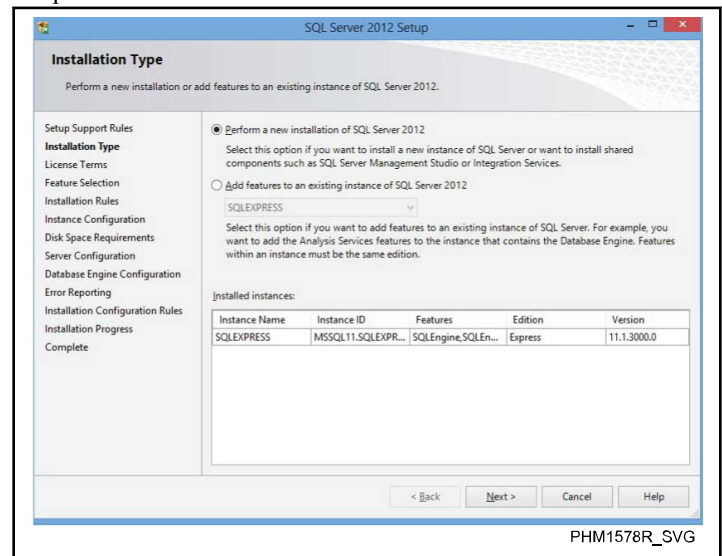 SQL Server 2012 Setup
Installation Type
Perform a new installation or add features to an existing instance of SQL Server 2012.
Setup Support Rules
Installation Type
License Terms
Feature Selection
Installation Rules
Instance Configuration
Disk Space Requirements
Server Configuration
Database Engine Configuration
Error Reporting
Installation Configuration Rules
Installation Progress
Complete
Perform a new installation of SQL Server 2012
Select this option if you want to install a new instance of SQL Server or want to install shared
components such as SQL Server Management Studio or Integration Services.
Add features to an existing instance of SQL Server 2012
SQLEXPRESS
Select this option if you want to add features to an existing instance of SQL Server. For example, you
want to add the Analysis Services features to the instance that contains the Database Engine. Features
within an instance must be the same edition.
Installed instances:
Instance Name Instance ID Features Edition Version
SQLEXPRESS MSSQL11.SQLEXPR... SQLEngine,SQLEn... Express 11.1.3000.0
< Back Next > Cancel Help
PHM1578R_SVG